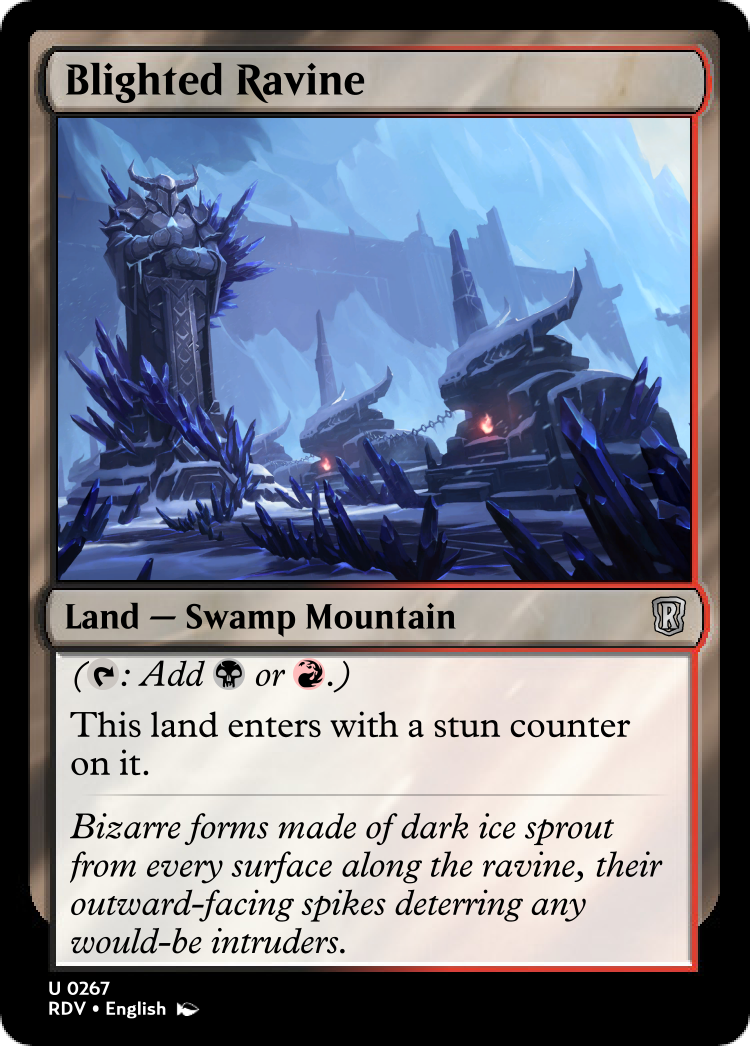 Blighted Ravine
Land — Swamp Mountain
R
( : Add or .)
This land enters with a stun counter
on it.
Bizarre forms made of dark ice sprout
from every surface along the ravine, their
outward-facing spikes deterring any
would-be intruders.
U 0267
RDV • English